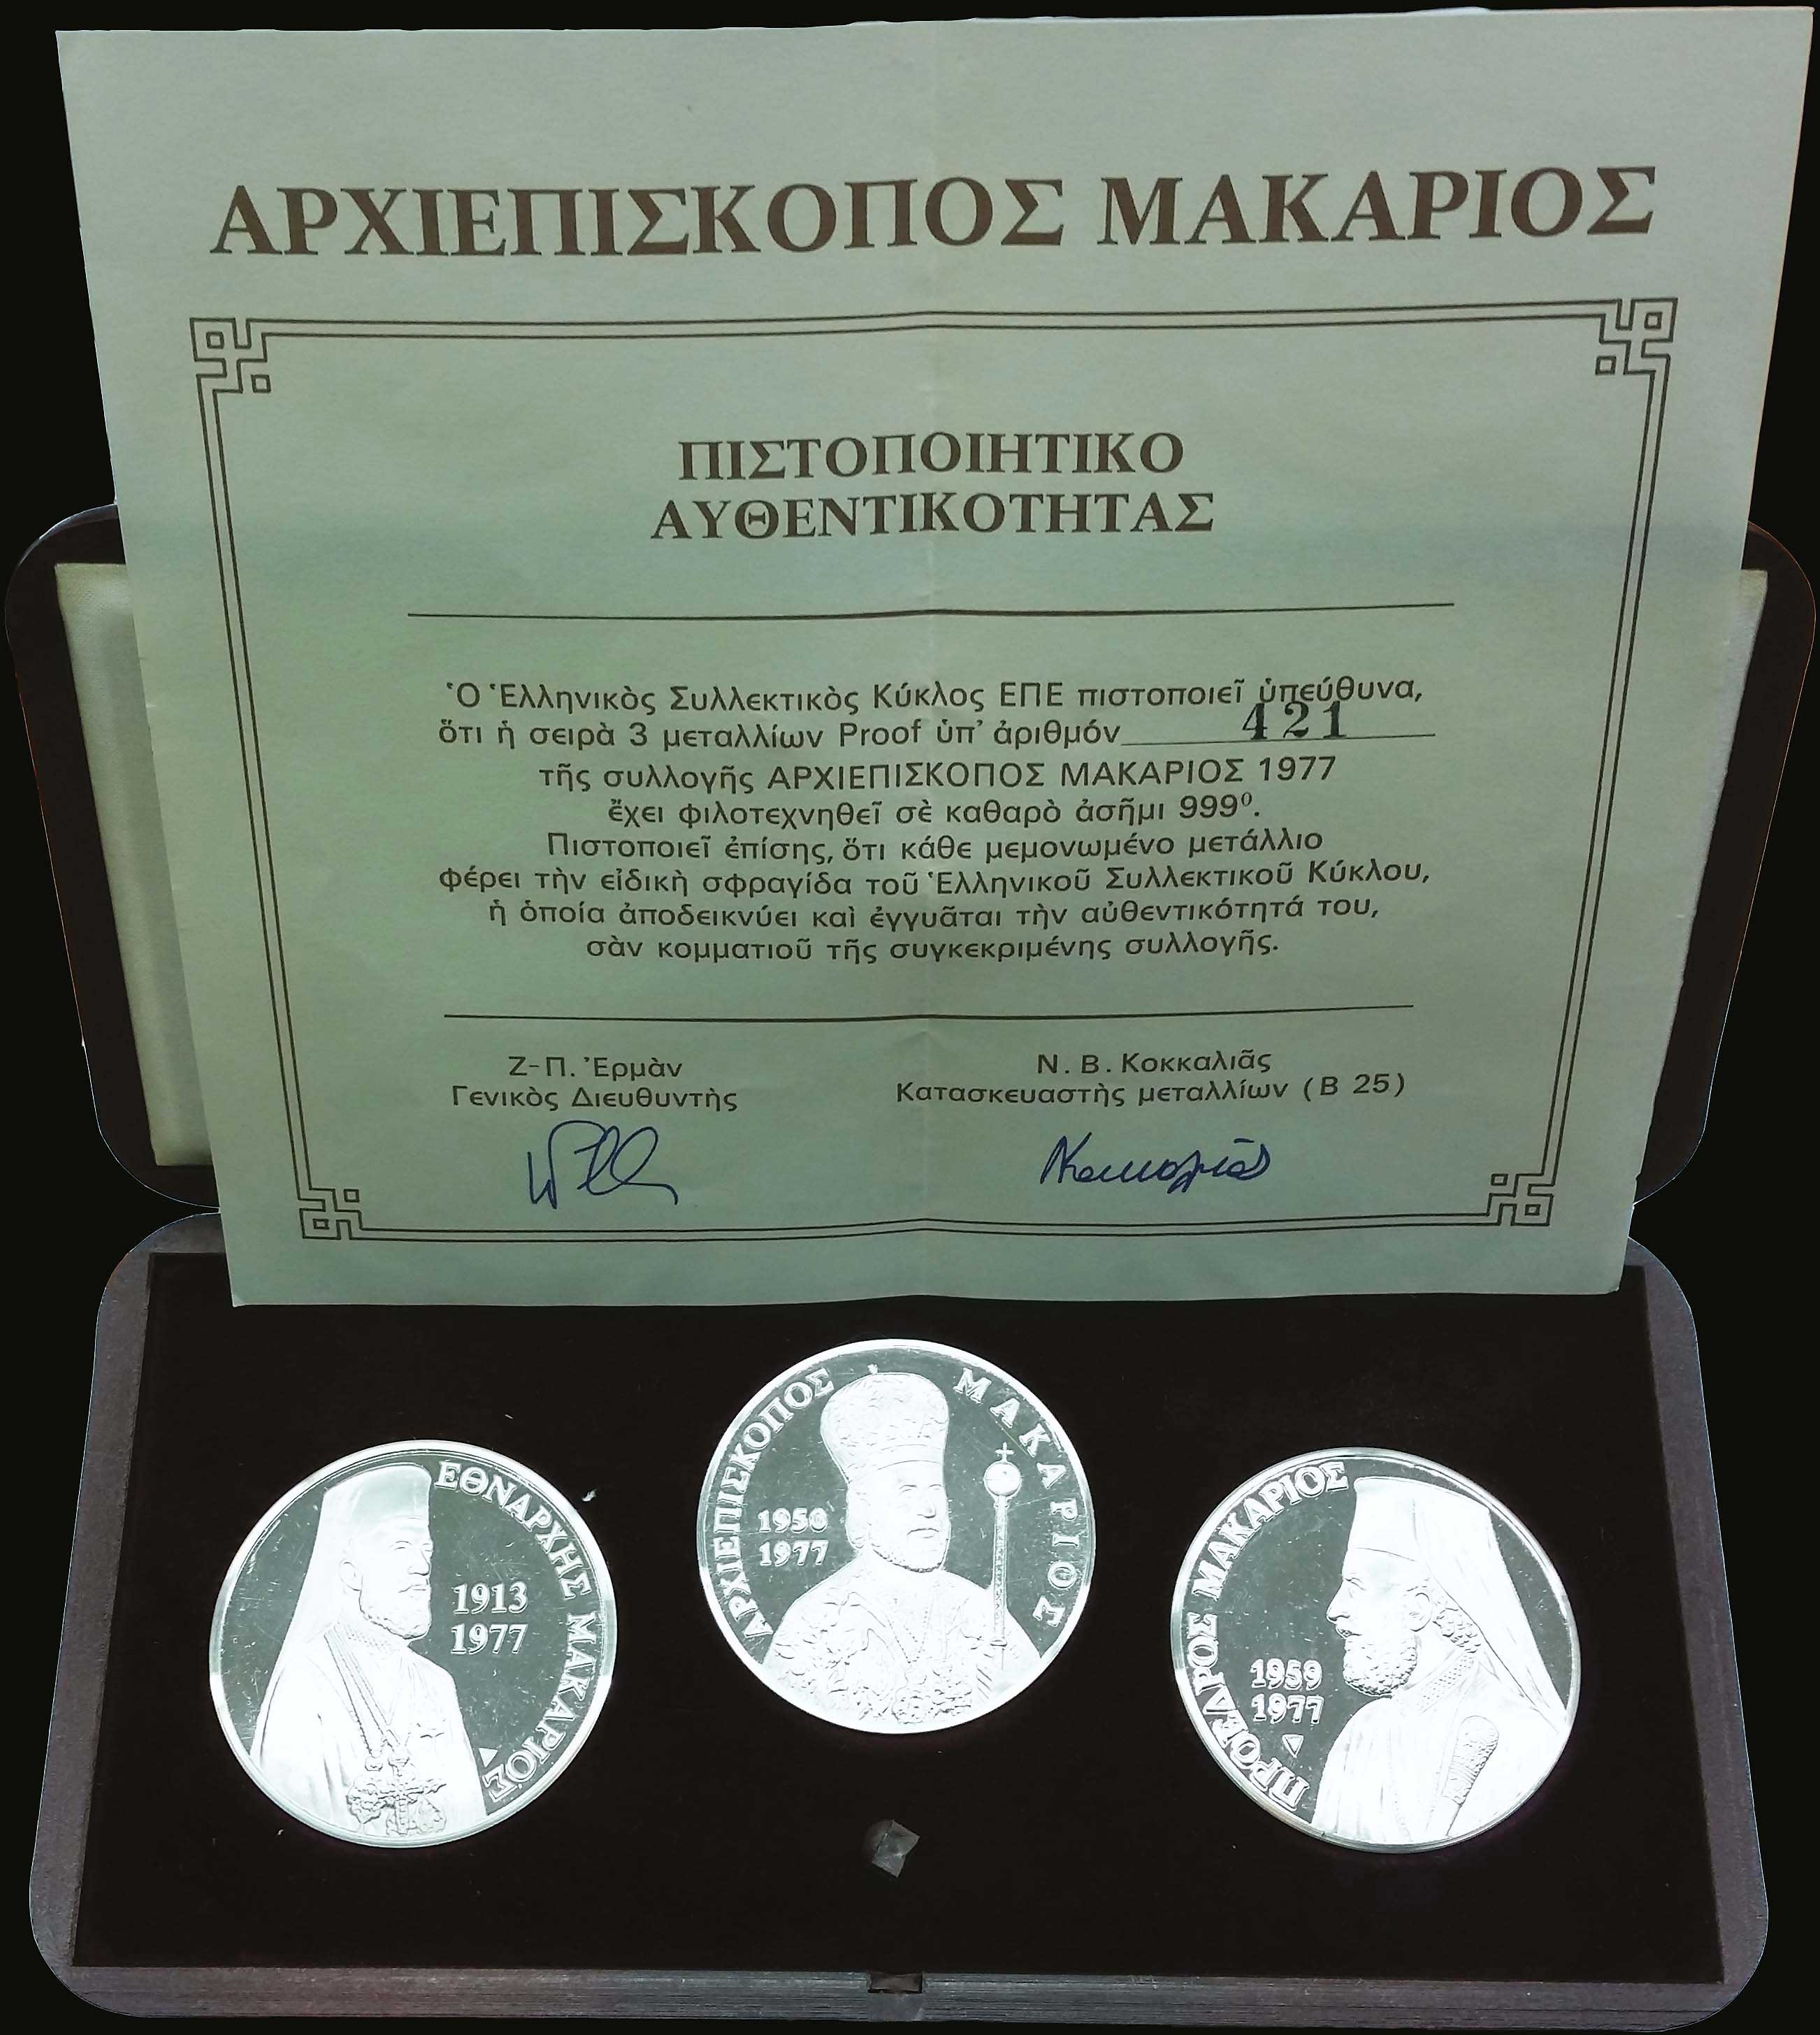 ΑΡΧΙΕΠΙΣΚΟΠΟΣ ΜΑΚΑΡΙΟΣ
ΠΙΣΤΟΠΟΙΗΤΙΚΟ
ΑΥΘΕΝΤΙΚΟΤΗΤΑΣ
Ὁ Ἑλληνικὸς Συλλεκτικὸς Κύκλος ΕΠΕ πιστοποιεῖ ὑπεύθυνα,
ὅτι ἡ σειρὰ 3 μεταλλίων Proof ὑπ' ἀριθμόν 421
τῆς συλλογῆς ΑΡΧΙΕΠΙΣΚΟΠΟΣ ΜΑΚΑΡΙΟΣ 1977
ἔχει φιλοτεχνηθεῖ σὲ καθαρὸ ἀσῆμι 999⁰.
Πιστοποιεῖ ἐπίσης, ὅτι κάθε μεμονωμένο μετάλλιο
φέρει τὴν εἰδικὴ σφραγίδα τοῦ Ἑλληνικοῦ Συλλεκτικοῦ Κύκλου,
ἡ ὁποία ἀποδεικνύει καὶ ἐγγυᾶται τὴν αὐθεντικότητά του,
σὰν κομματιοῦ τῆς συγκεκριμένης συλλογῆς.
Ζ-Π. Ἐρμὰν
Γενικὸς Διευθυντὴς
Ν. Β. Κοκκαλιᾶς
Κατασκευαστὴς μεταλλίων (Β 25)
ΕΘΝΑΡΧΗΣ ΜΑΚΑΡΙΟΣ
1913
1977
ΑΡΧΙΕΠΙΣΚΟΠΟΣ ΜΑΚΑΡΙΟΣ
1950
1977
ΠΡΟΕΔΡΟΣ ΜΑΚΑΡΙΟΣ
1959
1977